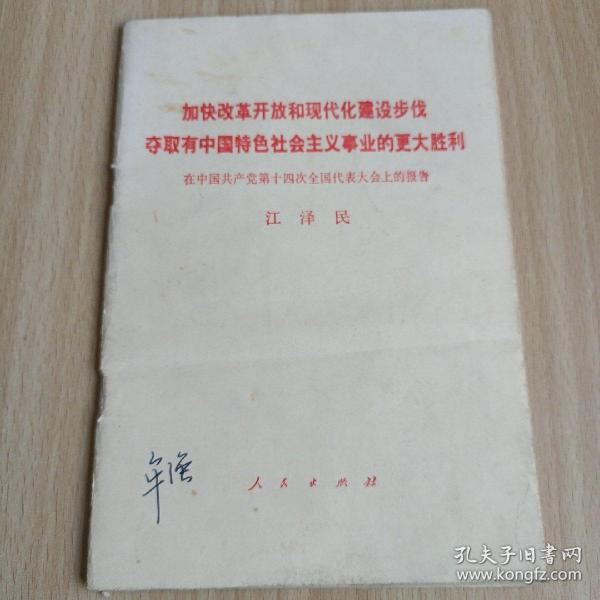 加快改革开放和现代化建设步伐
夺取有中国特色社会主义事业的更大胜利
在中国共产党第十四次全国代表大会上的报告
江泽民
人民出版社
孔夫子旧书网
www.kongfz.com